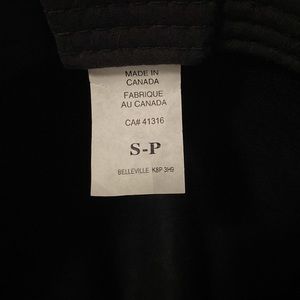 MADE IN
CANADA
FABRIQUE
AU CANADA
CA# 41316
S-P
BELLEVILLE K8P 3H9